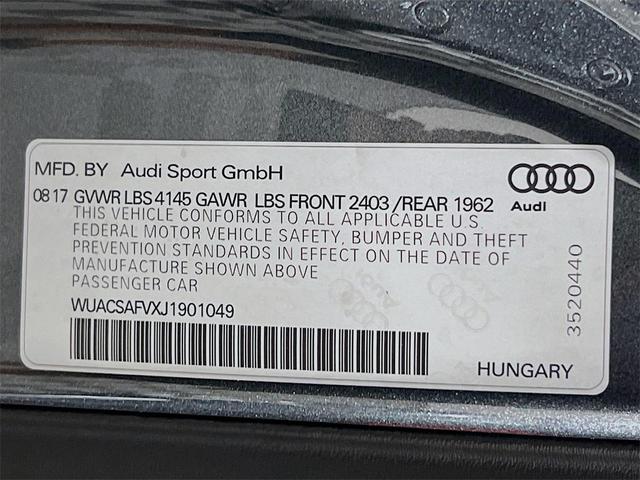 MFD. BY Audi Sport GmbH
08 17 GVWR LBS 4145 GAWR LBS FRONT 2403 /REAR 1962
Audi
THIS VEHICLE CONFORMS TO ALL APPLICABLE U.S.
FEDERAL MOTOR VEHICLE SAFETY, BUMPER AND THEFT
PREVENTION STANDARDS IN EFFECT ON THE DATE OF
MANUFACTURE SHOWN ABOVE
PASSENGER CAR
WUACSAFVXJ1901049
3520440
HUNGARY